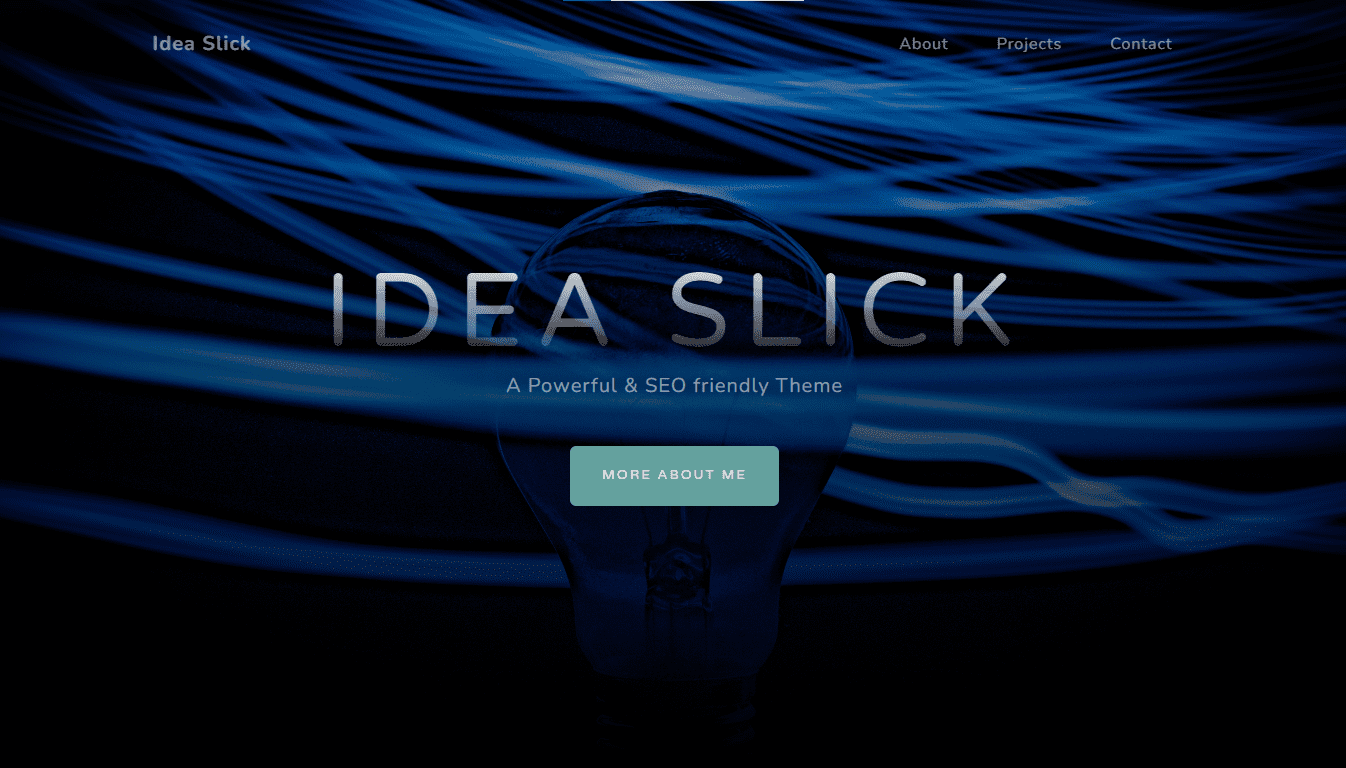 Idea Slick
About
Projects
Contact
IDEA SLICK
A Powerful & SEO friendly Theme
MORE ABOUT ME